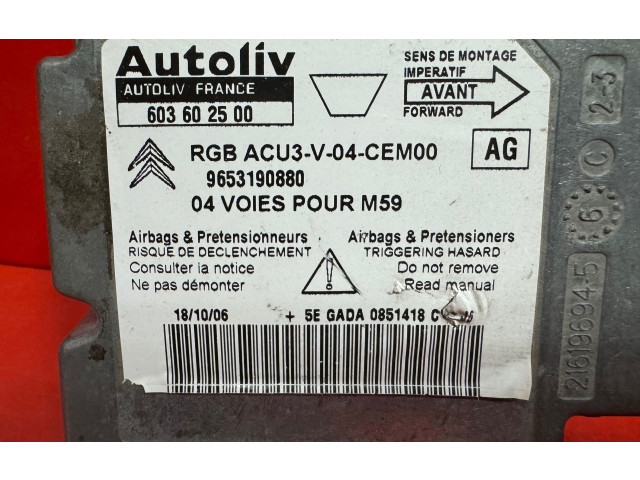 Autoliv
AUTOLIV FRANCE
603 60 25 00
SENS DE MONTAGE
IMPERATIF
AVANT
FORWARD
RGB ACU3-V-04-CEM00
AG
9653190880
04 VOIES POUR M59
Airbags & Pretensionneurs
RISQUE DE DECLENCHEMENT
Consulter la notice
Ne pas démonter
Airbags & Pretensioners
TRIGGERING HASARD
Do not remove
Read manual
18/10/06
+ 5E GADA 0851418 C
2-3
C
6
21619694-5